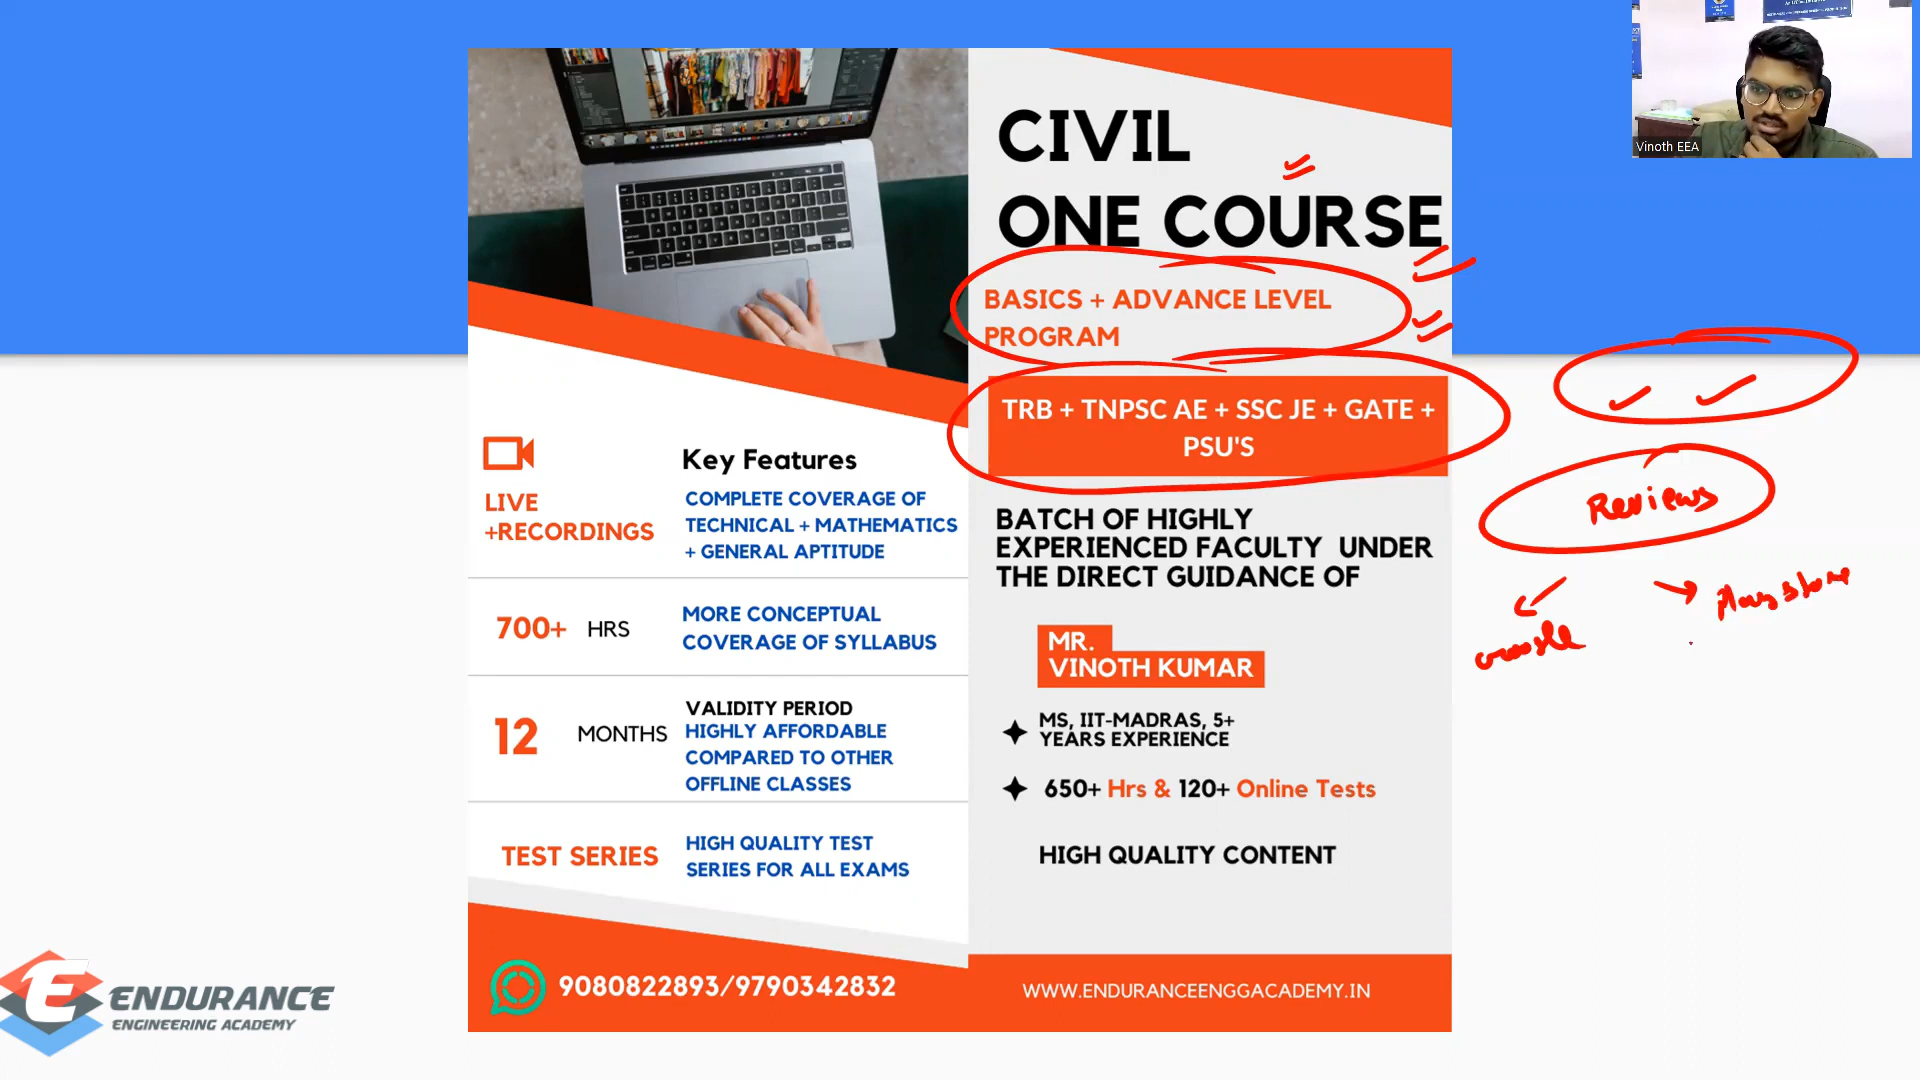 CIVIL
ONE COURSE
BASICS + ADVANCE LEVEL
PROGRAM
TRB + TNPSC AE + SSC JE + GATE +
PSU'S
BATCH OF HIGHLY
EXPERIENCED FACULTY UNDER
THE DIRECT GUIDANCE OF
MR.
VINOTH KUMAR
MS, IIT-MADRAS, 5+
YEARS EXPERIENCE
650+ Hrs & 120+ Online Tests
HIGH QUALITY CONTENT
WWW.ENDURANCEENGGACADEMY.IN
Key Features
LIVE
+RECORDINGS
COMPLETE COVERAGE OF
TECHNICAL + MATHEMATICS
+ GENERAL APTITUDE
700+ HRS
MORE CONCEPTUAL
COVERAGE OF SYLLABUS
12 MONTHS
VALIDITY PERIOD
HIGHLY AFFORDABLE
COMPARED TO OTHER
OFFLINE CLASSES
TEST SERIES
HIGH QUALITY TEST
SERIES FOR ALL EXAMS
9080822893/9790342832
ENDURANCE
ENGINEERING ACADEMY
Vinoth EEA
Reviews
Google
Play store